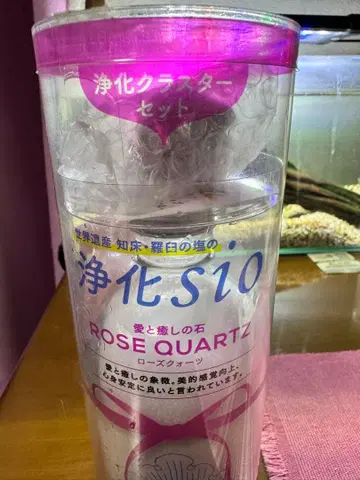 浄化クラスター
セット
世界遺産 知床・羅臼の塩の
浄化sio
愛と癒しの石
ROSE QUARTZ
ローズクォーツ
愛と癒しの象徴。美的感覚向上、
心身安定に良いと言われています。